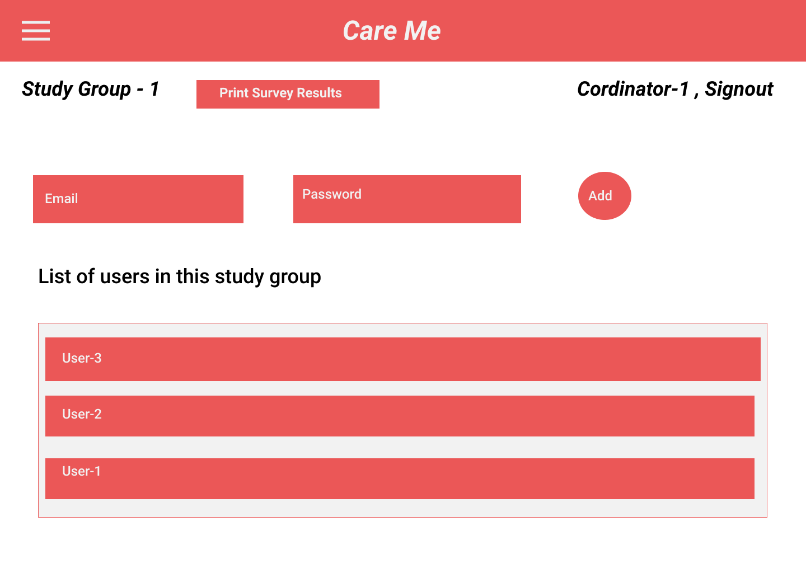 Care Me
Study Group - 1
Print Survey Results
Cordinator-1 , Signout
Email
Password
Add
List of users in this study group
User-3
User-2
User-1